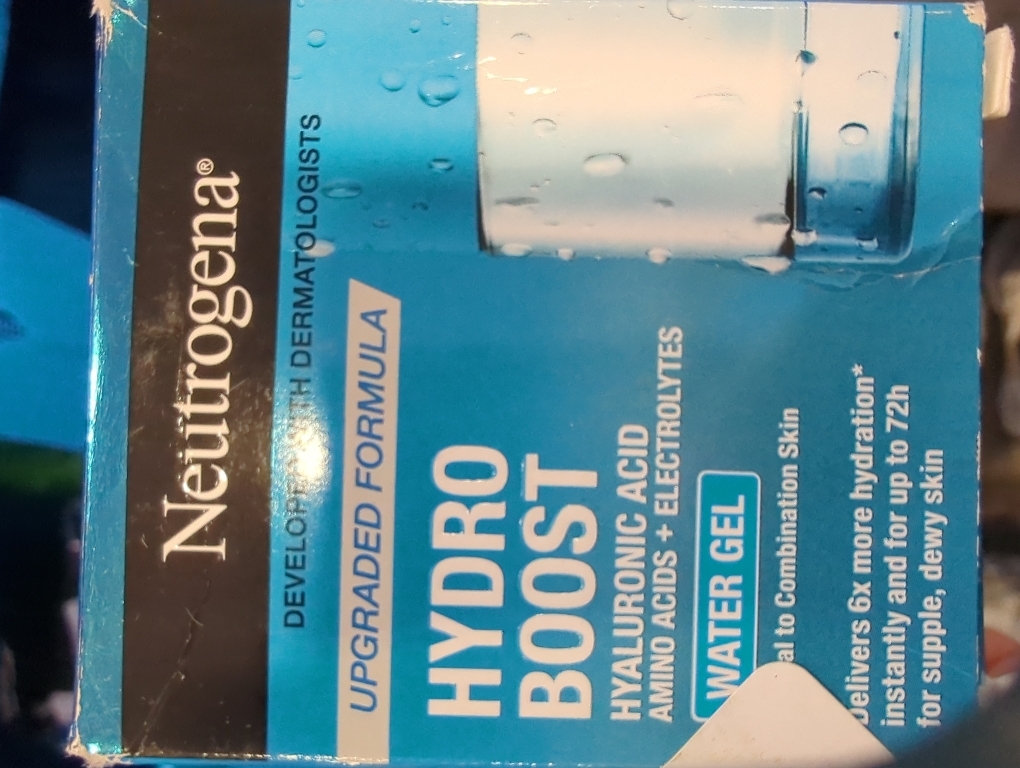 Neutrogena®
DEVELOPED WITH DERMATOLOGISTS
UPGRADED FORMULA
HYDRO
BOOST
HYALURONIC ACID
AMINO ACIDS + ELECTROLYTES
WATER GEL
to Combination Skin
Delivers 6x more hydration*
instantly and for up to 72h
for supple, dewy skin